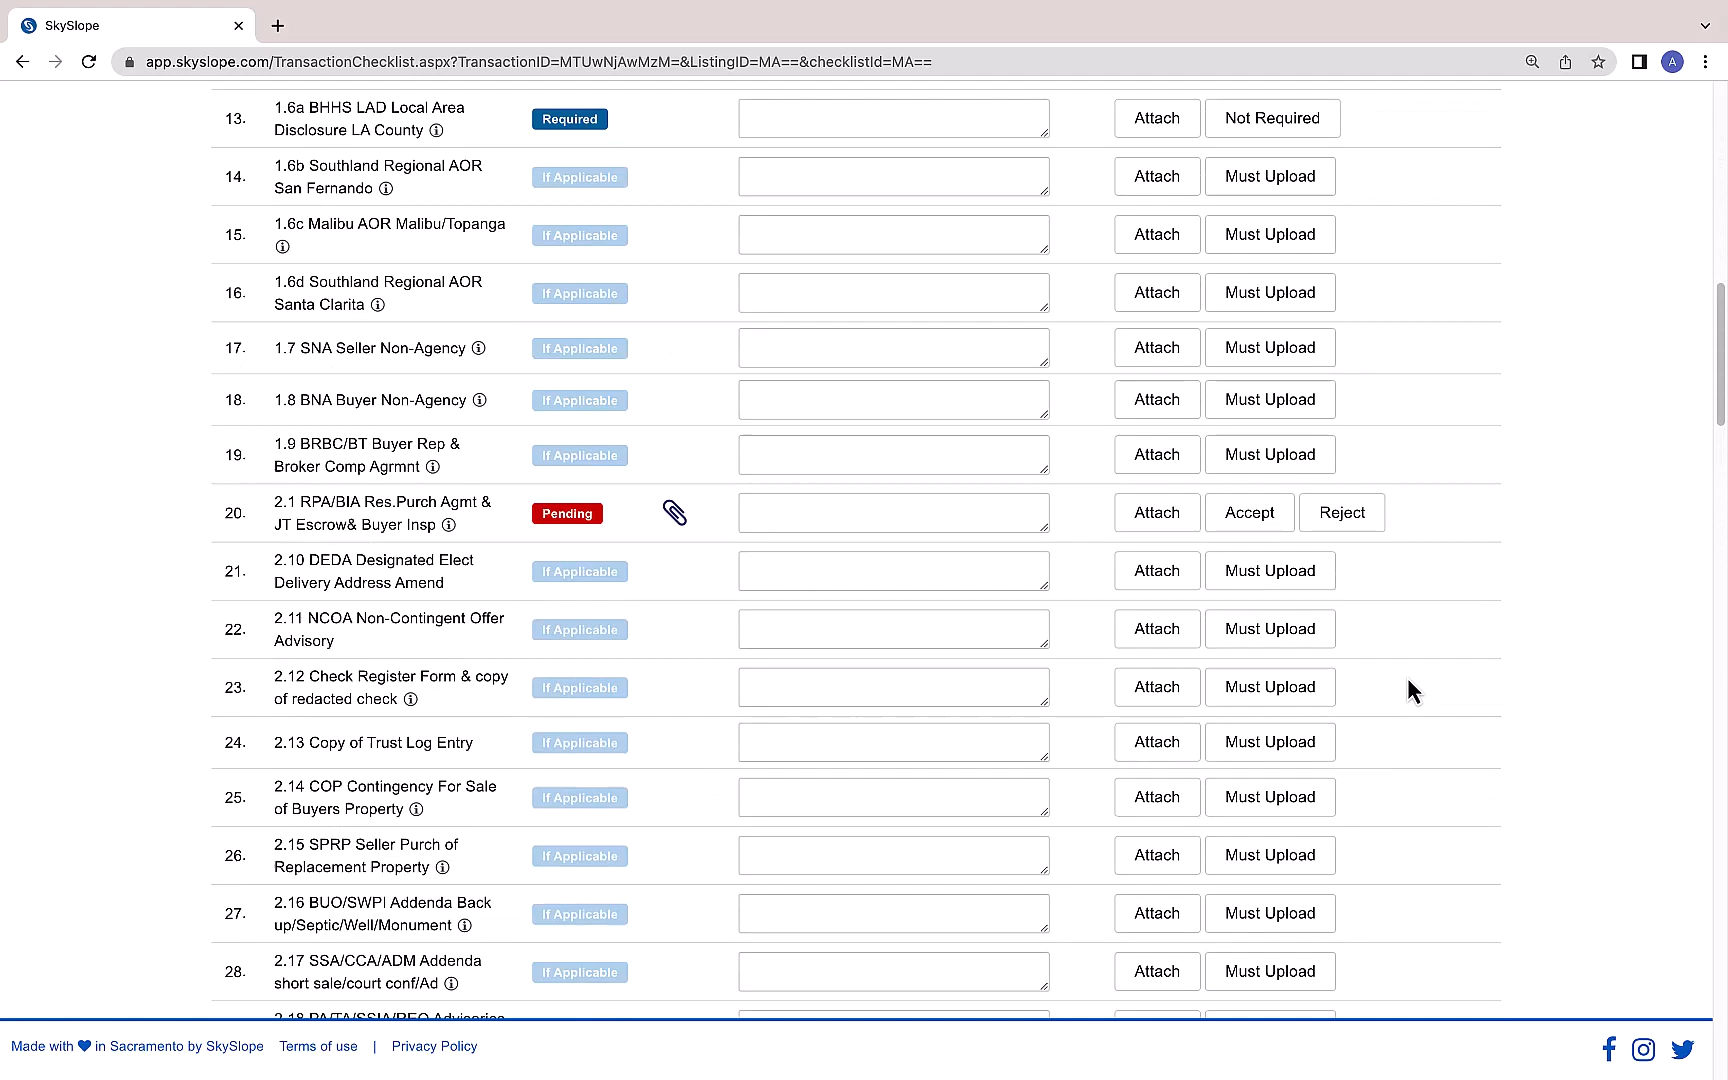 SkySlope
app.skyslope.com/TransactionChecklist.aspx?TransactionID=MTUwNjAwMzM=&ListingID=MA==&checklistId=MA==
A
13. 1.6a BHHS LAD Local Area
Disclosure LA County
Required
Attach
Not Required
14. 1.6b Southland Regional AOR
San Fernando
If Applicable
Attach
Must Upload
15. 1.6c Malibu AOR Malibu/Topanga
If Applicable
Attach
Must Upload
16. 1.6d Southland Regional AOR
Santa Clarita
If Applicable
Attach
Must Upload
17. 1.7 SNA Seller Non-Agency
If Applicable
Attach
Must Upload
18. 1.8 BNA Buyer Non-Agency
If Applicable
Attach
Must Upload
19. 1.9 BRBC/BT Buyer Rep &
Broker Comp Agrmnt
If Applicable
Attach
Must Upload
20. 2.1 RPA/BIA Res.Purch Agmt &
JT Escrow& Buyer Insp
Pending
Attach
Accept
Reject
21. 2.10 DEDA Designated Elect
Delivery Address Amend
If Applicable
Attach
Must Upload
22. 2.11 NCOA Non-Contingent Offer
Advisory
If Applicable
Attach
Must Upload
23. 2.12 Check Register Form & copy
of redacted check
If Applicable
Attach
Must Upload
24. 2.13 Copy of Trust Log Entry
If Applicable
Attach
Must Upload
25. 2.14 COP Contingency For Sale
of Buyers Property
If Applicable
Attach
Must Upload
26. 2.15 SPRP Seller Purch of
Replacement Property
If Applicable
Attach
Must Upload
27. 2.16 BUO/SWPI Addenda Back
up/Septic/Well/Monument
If Applicable
Attach
Must Upload
28. 2.17 SSA/CCA/ADM Addenda
short sale/court conf/Ad
If Applicable
Attach
Must Upload
2.18 PA/TA/SSIA/REO Advisories
Made with in Sacramento by SkySlope Terms of use | Privacy Policy